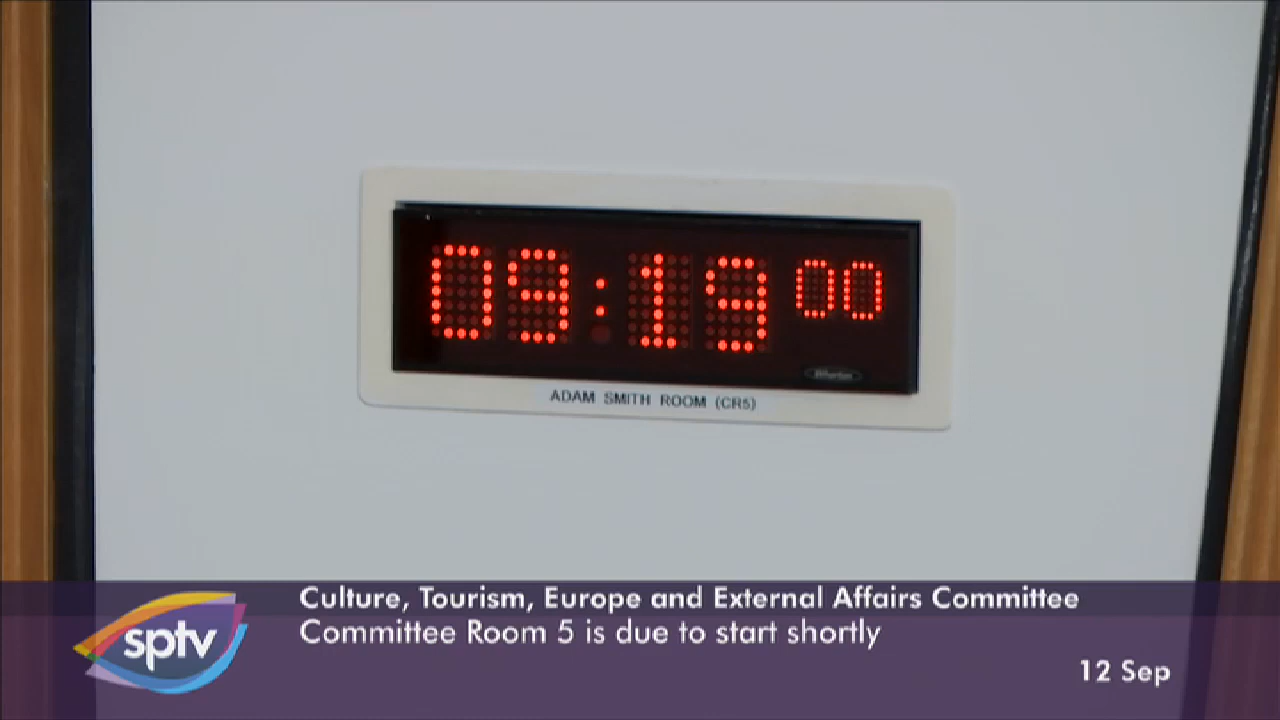 09:19 00
ADAM SMITH ROOM (CR5)
sptv
Culture, Tourism, Europe and External Affairs Committee
Committee Room 5 is due to start shortly
12 Sep